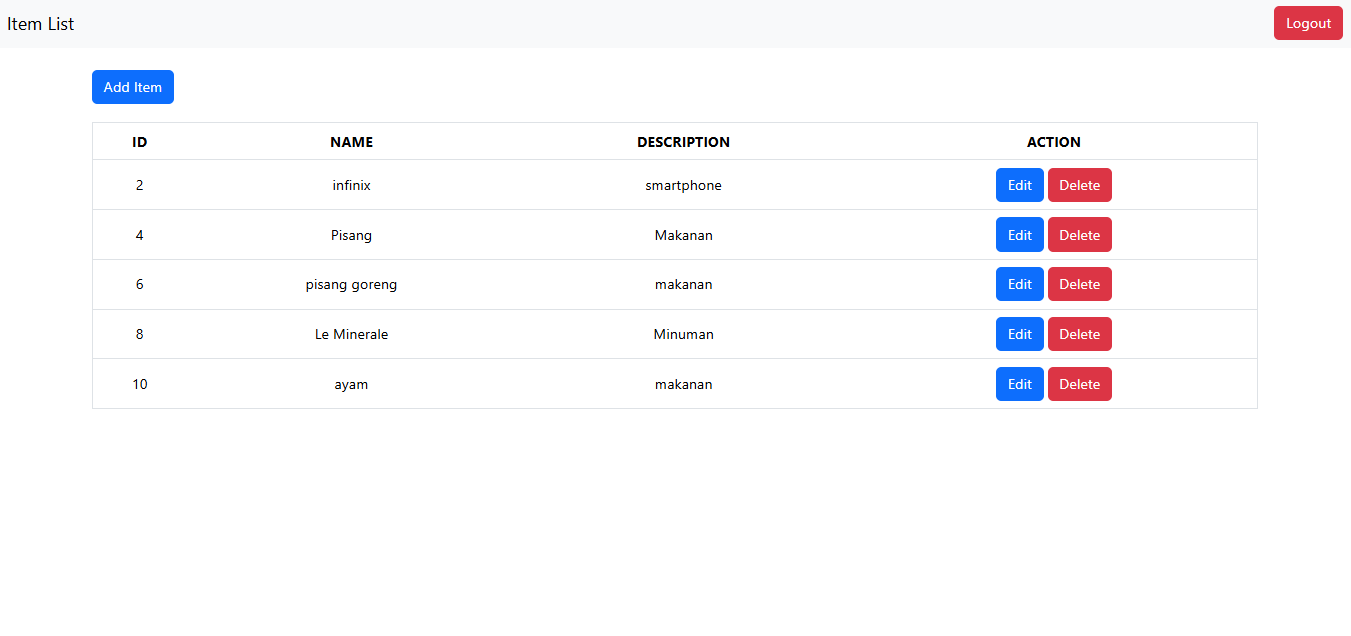 Item List Logout
Add Item
ID NAME DESCRIPTION ACTION
2 infinix smartphone Edit Delete
4 Pisang Makanan Edit Delete
6 pisang goreng makanan Edit Delete
8 Le Minerale Minuman Edit Delete
10 ayam makanan Edit Delete